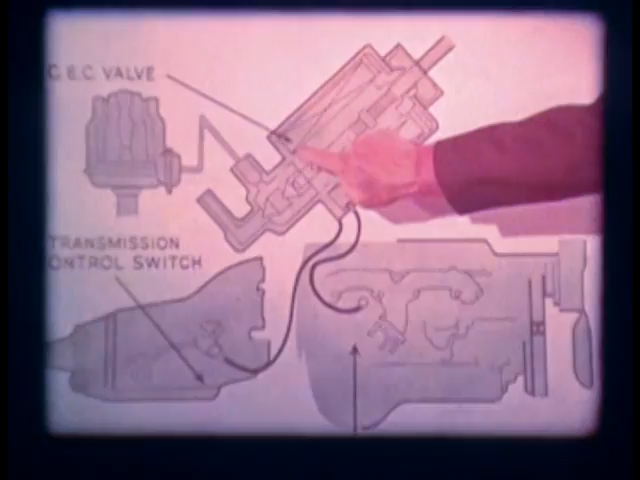 C.E.C. VALVE
TRANSMISSION
ONTROL SWITCH